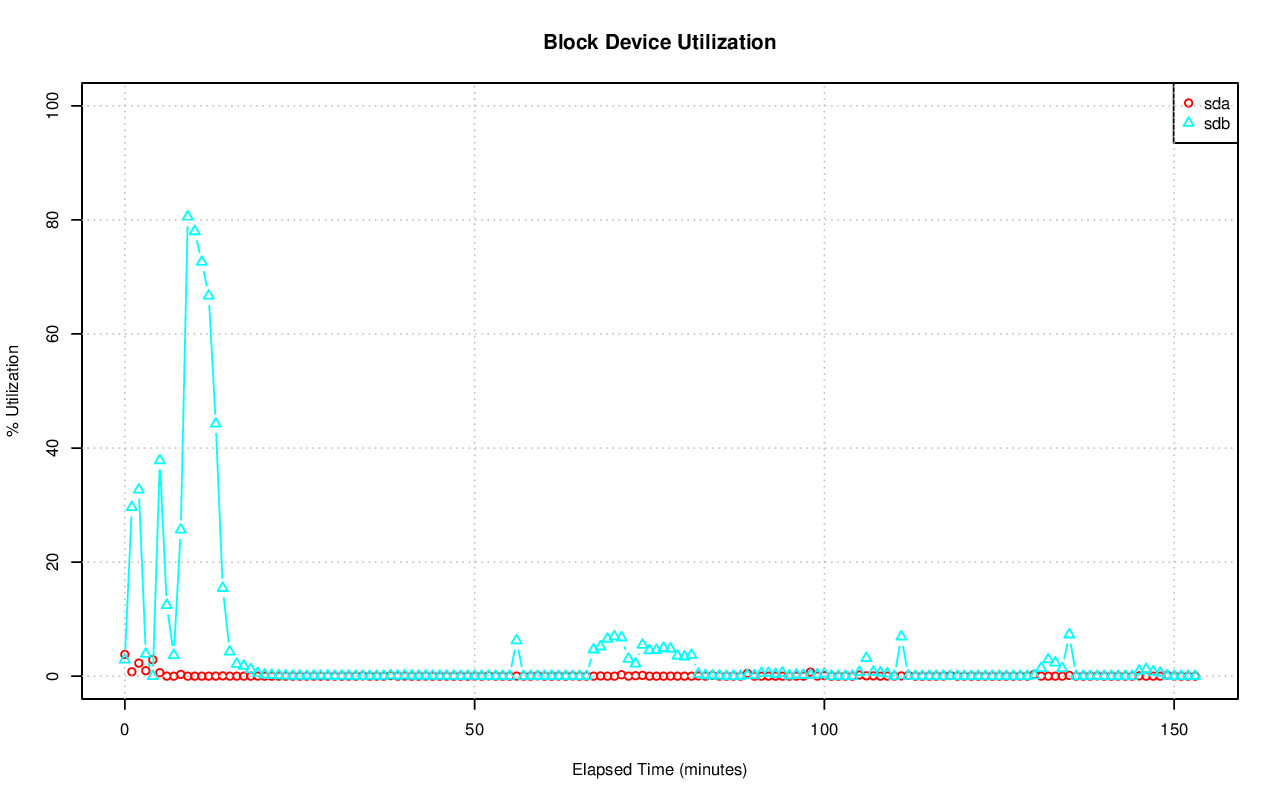 Block Device Utilization
sda
sdb
% Utilization
100
80
60
40
20
0
0 50 100 150
Elapsed Time (minutes)